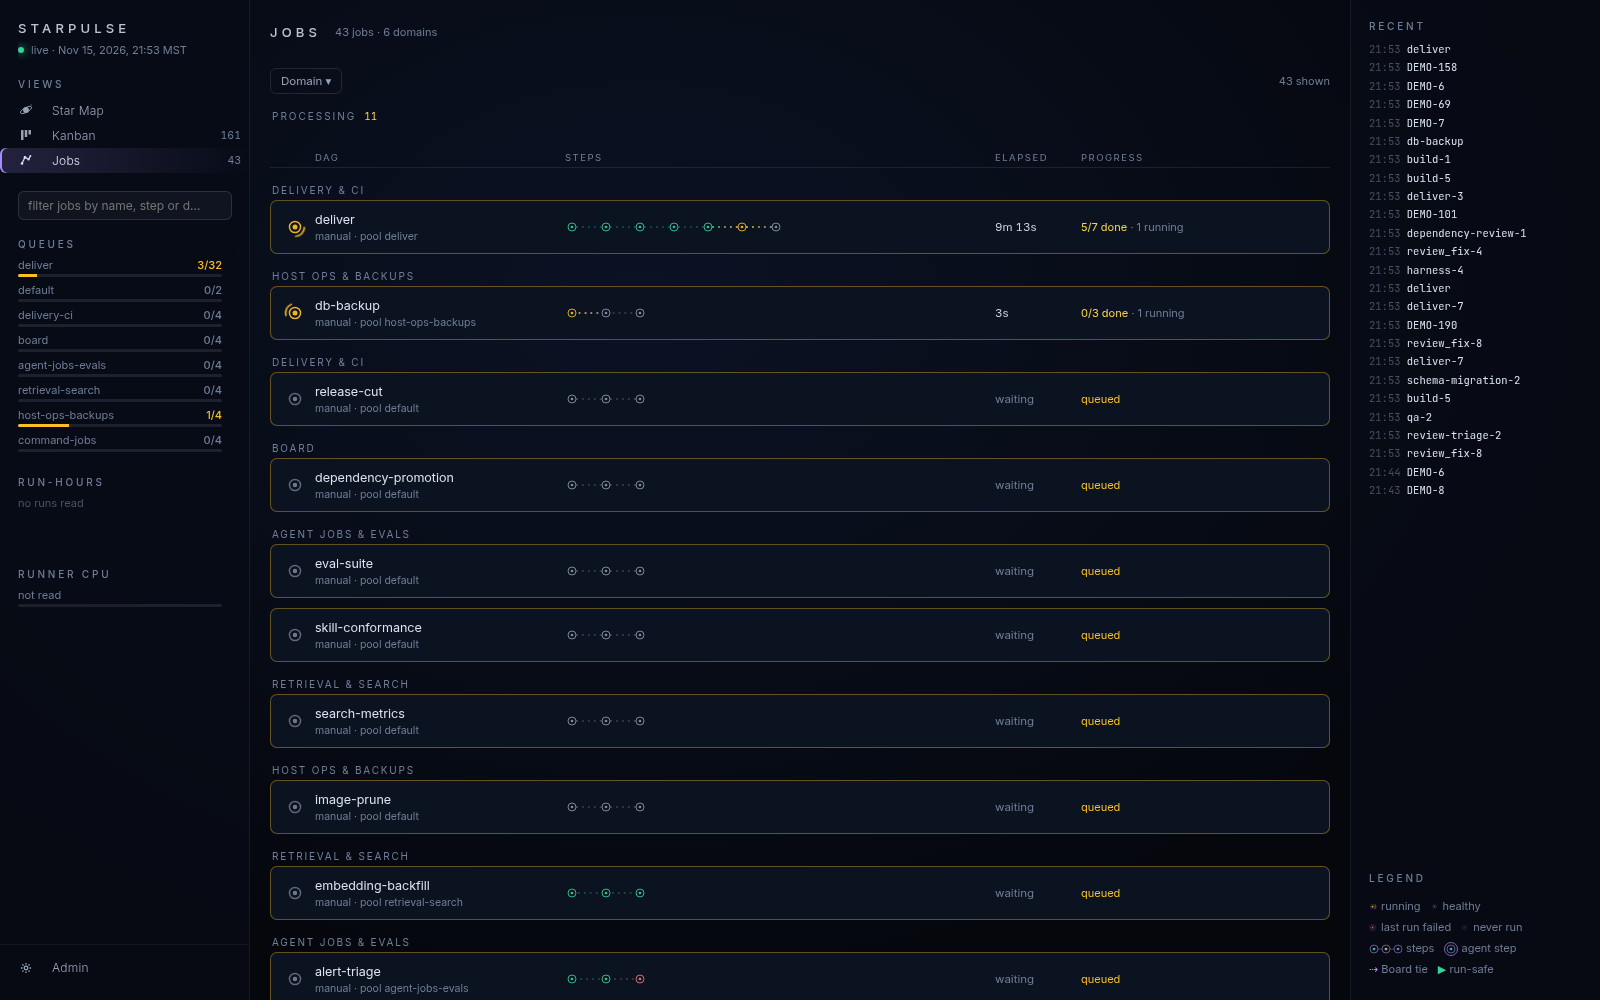 STARPULSE
live · Nov 15, 2026, 21:53 MST
VIEWS
Star Map
Kanban 161
Jobs 43
filter jobs by name, step or d...
QUEUES
deliver 3/32
default 0/2
delivery-ci 0/4
board 0/4
agent-jobs-evals 0/4
retrieval-search 0/4
host-ops-backups 1/4
command-jobs 0/4
RUN-HOURS
no runs read
RUNNER CPU
not read
Admin
JOBS 43 jobs · 6 domains
Domain ▾ 43 shown
PROCESSING 11
DAG STEPS ELAPSED PROGRESS
DELIVERY & CI
deliver
manual · pool deliver
9m 13s 5/7 done · 1 running
HOST OPS & BACKUPS
db-backup
manual · pool host-ops-backups
3s 0/3 done · 1 running
DELIVERY & CI
release-cut
manual · pool default
waiting queued
BOARD
dependency-promotion
manual · pool default
waiting queued
AGENT JOBS & EVALS
eval-suite
manual · pool default
waiting queued
skill-conformance
manual · pool default
waiting queued
RETRIEVAL & SEARCH
search-metrics
manual · pool default
waiting queued
HOST OPS & BACKUPS
image-prune
manual · pool default
waiting queued
RETRIEVAL & SEARCH
embedding-backfill
manual · pool retrieval-search
waiting queued
AGENT JOBS & EVALS
alert-triage
manual · pool agent-jobs-evals
waiting queued
RECENT
21:53 deliver
21:53 DEMO-158
21:53 DEMO-6
21:53 DEMO-69
21:53 DEMO-7
21:53 db-backup
21:53 build-1
21:53 build-5
21:53 deliver-3
21:53 DEMO-101
21:53 dependency-review-1
21:53 review_fix-4
21:53 harness-4
21:53 deliver
21:53 deliver-7
21:53 DEMO-190
21:53 review_fix-8
21:53 deliver-7
21:53 schema-migration-2
21:53 build-5
21:53 qa-2
21:53 review-triage-2
21:53 review_fix-8
21:44 DEMO-6
21:43 DEMO-8
LEGEND
running healthy
last run failed never run
steps agent step
⇢ Board tie ▶ run-safe